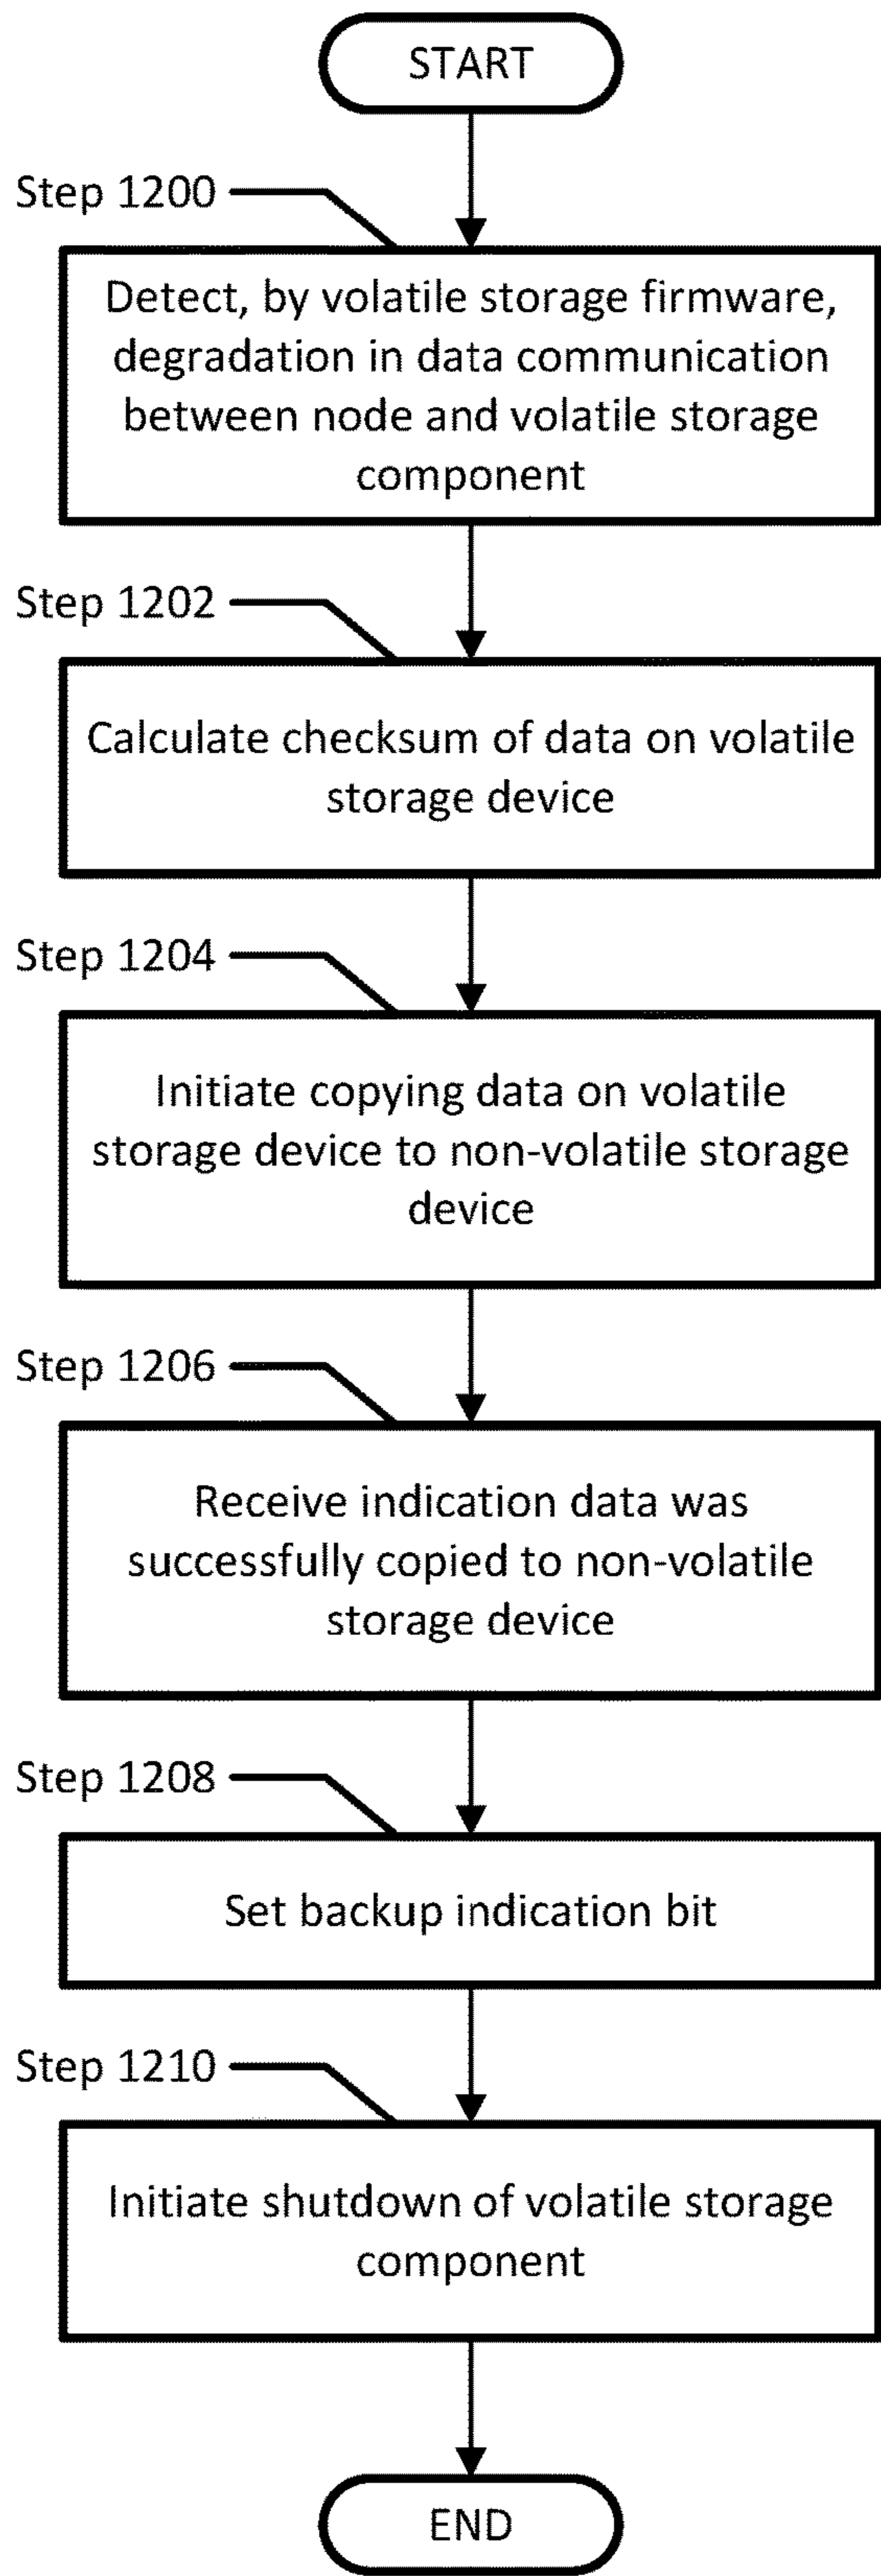 START
Step 1200
Detect, by volatile storage firmware,
degradation in data communication
between node and volatile storage
component
Step 1202
Calculate checksum of data on volatile
storage device
Step 1204
Initiate copying data on volatile
storage device to non-volatile storage
device
Step 1206
Receive indication data was
successfully copied to non-volatile
storage device
Step 1208
Set backup indication bit
Step 1210
Initiate shutdown of volatile storage
component
END